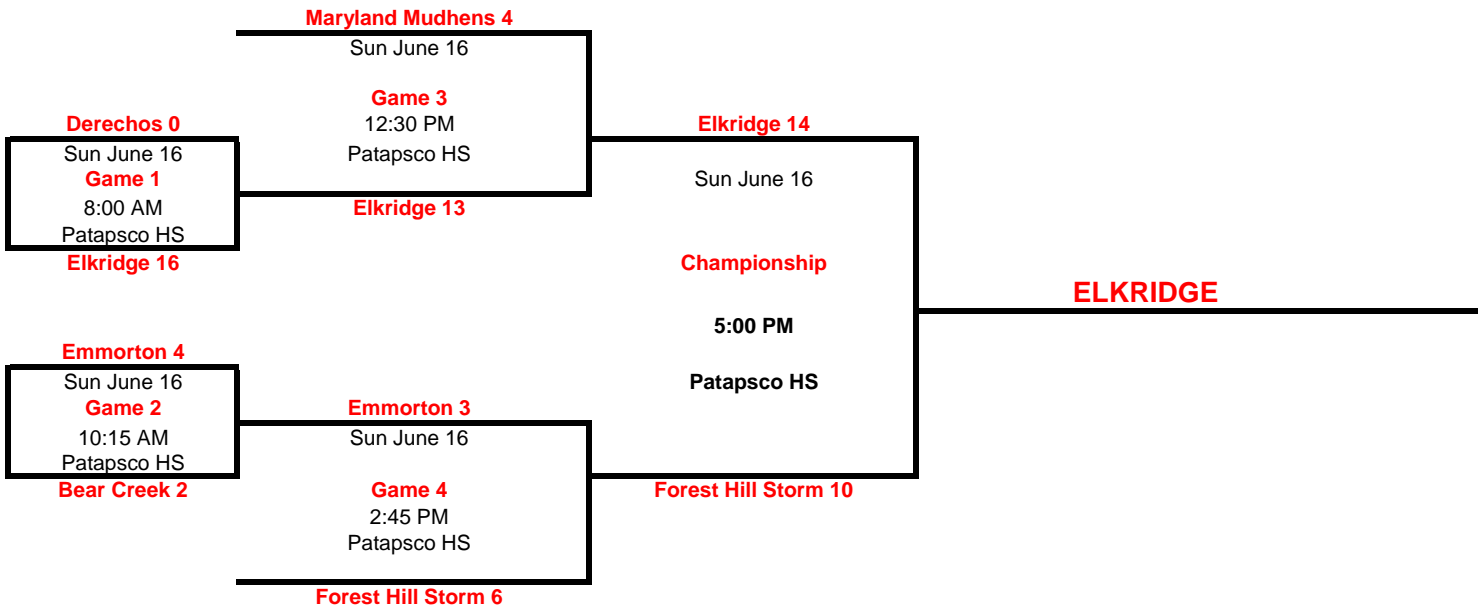 Maryland Mudhens 4
Sun June 16
Game 3
12:30 PM
Patapsco HS
Elkridge 13
Derechos 0
Sun June 16
Game 1
8:00 AM
Patapsco HS
Elkridge 16
Elkridge 14
Sun June 16
Championship
5:00 PM
Patapsco HS
Forest Hill Storm 10
ELKRIDGE
Emmorton 4
Sun June 16
Game 2
10:15 AM
Patapsco HS
Bear Creek 2
Emmorton 3
Sun June 16
Game 4
2:45 PM
Patapsco HS
Forest Hill Storm 6